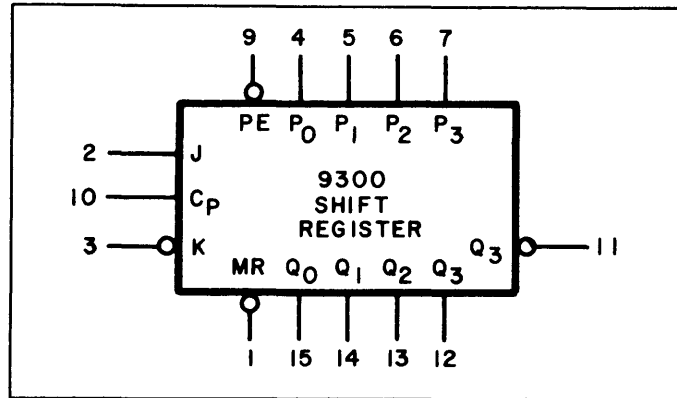 9 4 5 6 7
PE P0 P1 P2 P3
2 J
9300
10 CP
SHIFT
REGISTER
3 K Q3 11
MR Q0 Q1 Q2 Q3
1 15 14 13 12